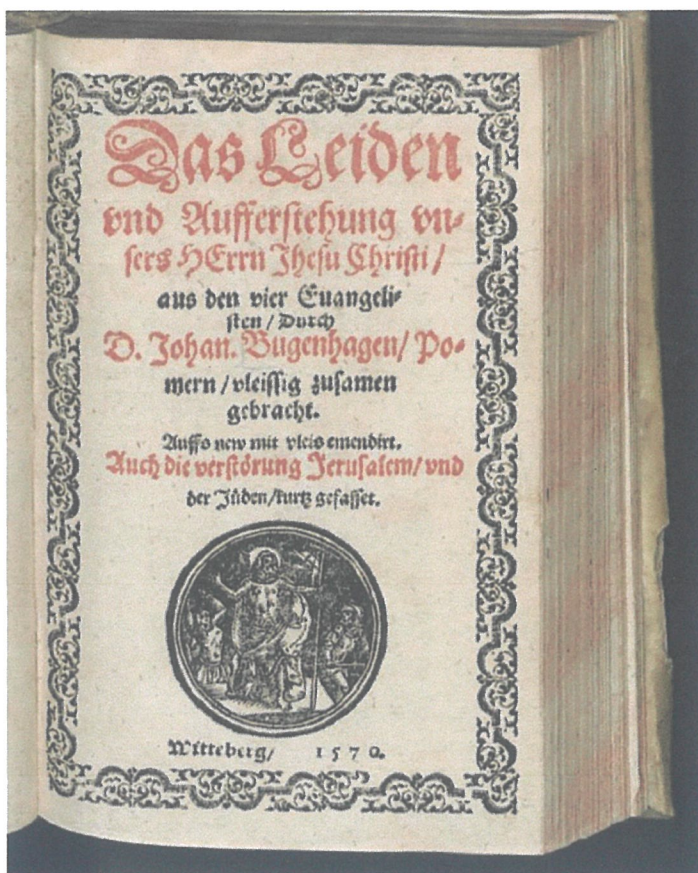 Das Leiden
vnd Aufferstehung vn-
sers HErrn Jhesu Christi /
aus den vier Euangeli-
sten / Durch
D. Johan. Bugenhagen / Po-
mern / vleissig zusamen
gebracht.
Auffs new mit vleis emendirt.
Auch die verstörung Jerusalem / vnd
der Jüden / kurtz gefasset.
Witteberg / 1570.